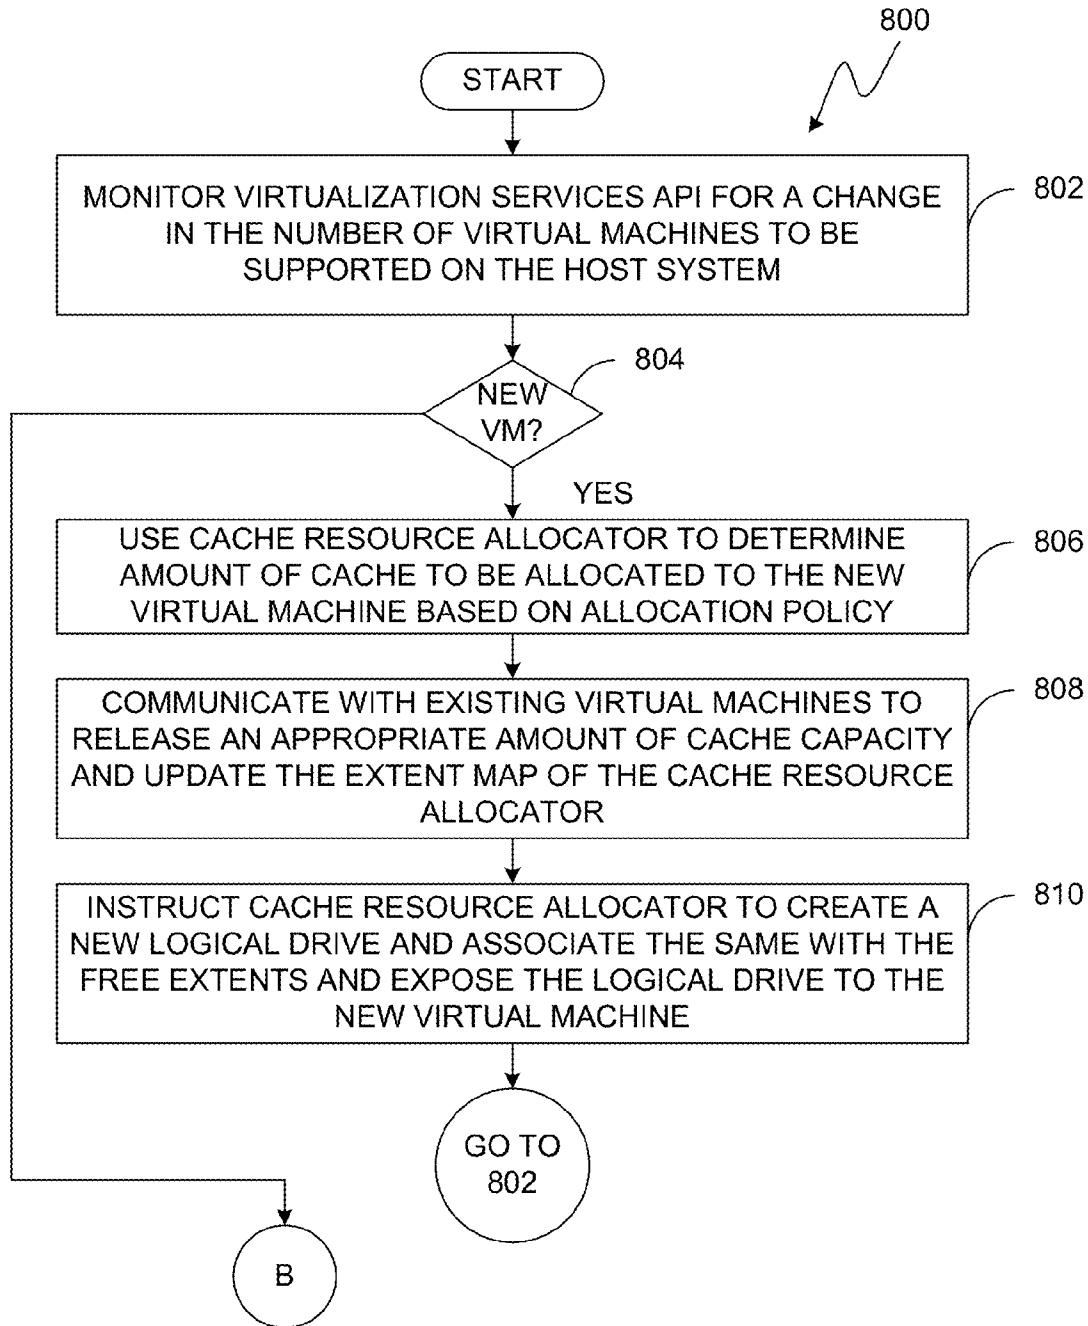 800
START
MONITOR VIRTUALIZATION SERVICES API FOR A CHANGE
IN THE NUMBER OF VIRTUAL MACHINES TO BE
SUPPORTED ON THE HOST SYSTEM
802
804
NEW
VM?
YES
USE CACHE RESOURCE ALLOCATOR TO DETERMINE
AMOUNT OF CACHE TO BE ALLOCATED TO THE NEW
VIRTUAL MACHINE BASED ON ALLOCATION POLICY
806
COMMUNICATE WITH EXISTING VIRTUAL MACHINES TO
RELEASE AN APPROPRIATE AMOUNT OF CACHE CAPACITY
AND UPDATE THE EXTENT MAP OF THE CACHE RESOURCE
ALLOCATOR
808
INSTRUCT CACHE RESOURCE ALLOCATOR TO CREATE A
NEW LOGICAL DRIVE AND ASSOCIATE THE SAME WITH THE
FREE EXTENTS AND EXPOSE THE LOGICAL DRIVE TO THE
NEW VIRTUAL MACHINE
810
GO TO
802
B